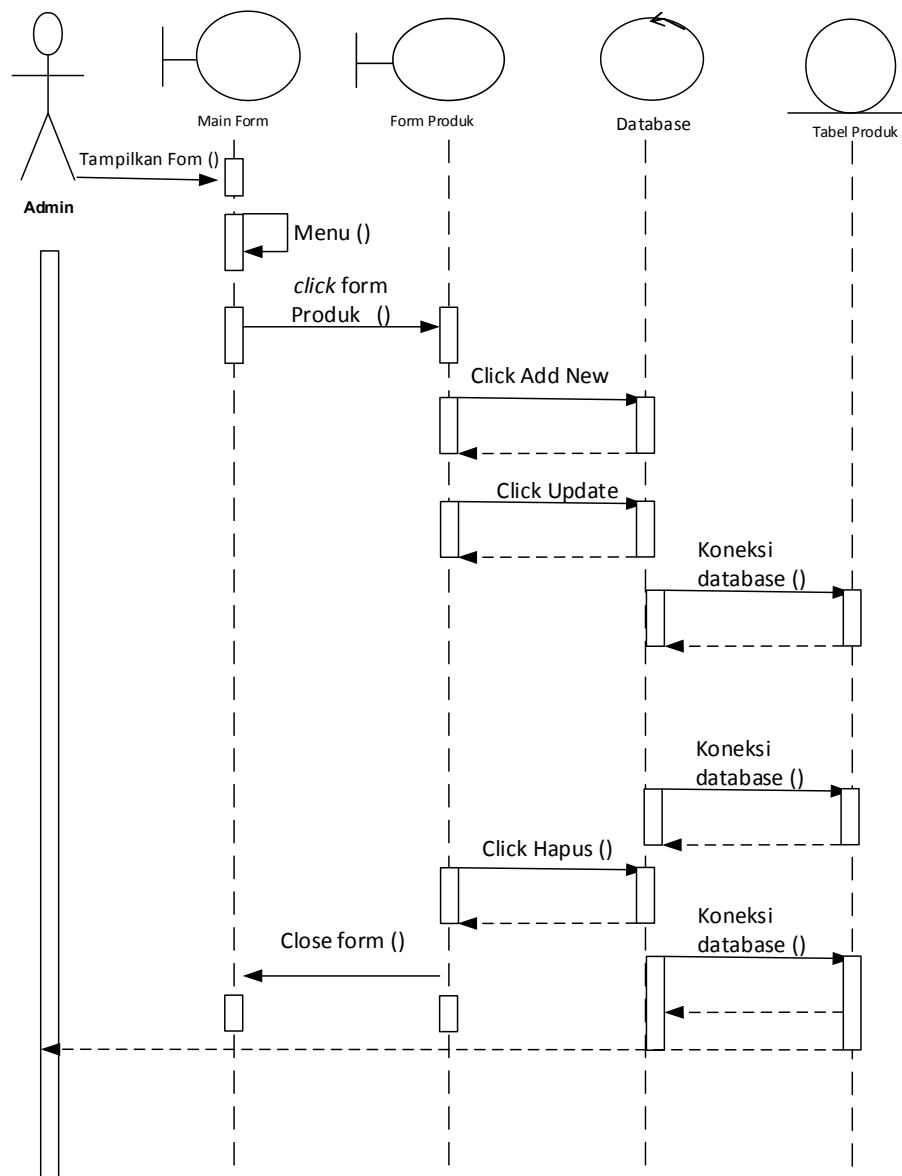 Main Form
Form Produk
Database
Tabel Produk
Tampilkan Fom ()
Admin
Menu ()
click form
Produk ()
Click Add New
Click Update
Koneksi
database ()
Koneksi
database ()
Click Hapus ()
Koneksi
database ()
Close form ()